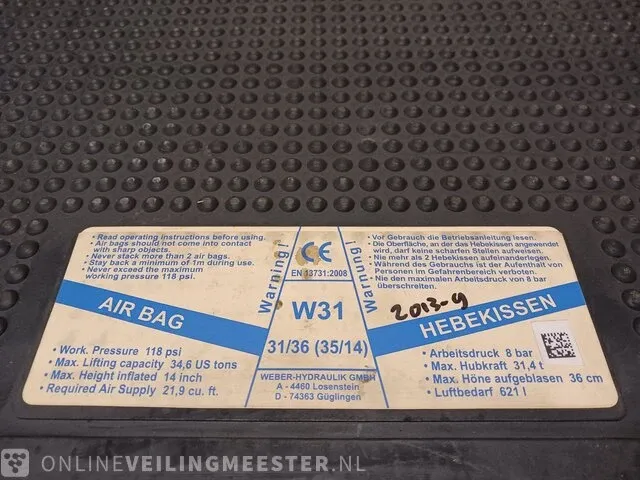 • Read operating instructions before using.
• Air bags should not come into contact
with sharp objects.
• Never stack more than 2 air bags.
• Stay back a minimum of 1m during use.
• Never exceed the maximum
working pressure 118 psi.
AIR BAG
• Work. Pressure 118 psi
• Max. Lifting capacity 34,6 US tons
• Max. Height inflated 14 inch
• Required Air Supply 21,9 cu. ft.
Warning!
CE
EN 13731:2008
Warnung!
W31
31/36 (35/14)
WEBER-HYDRAULIK GMBH
A - 4460 Losenstein
D - 74363 Güglingen
• Vor Gebrauch die Betriebsanleitung lesen.
• Die Oberfläche, an der das Hebekissen angewendet
wird, darf keine scharfen Stellen aufweisen.
• Nie mehr als 2 Hebekissen aufeinanderlegen.
• Während des Gebrauchs ist der Aufenthalt von
Personen im Gefahrenbereich verboten.
• Nie den maximalen Arbeitsdruck von 8 bar
überschreiten.
2013-9
HEBEKISSEN
• Arbeitsdruck 8 bar
• Max. Hubkraft 31,4 t
• Max. Höne aufgeblasen 36 cm
• Luftbedarf 621 l
ONLINEVEILINGMEESTER.NL